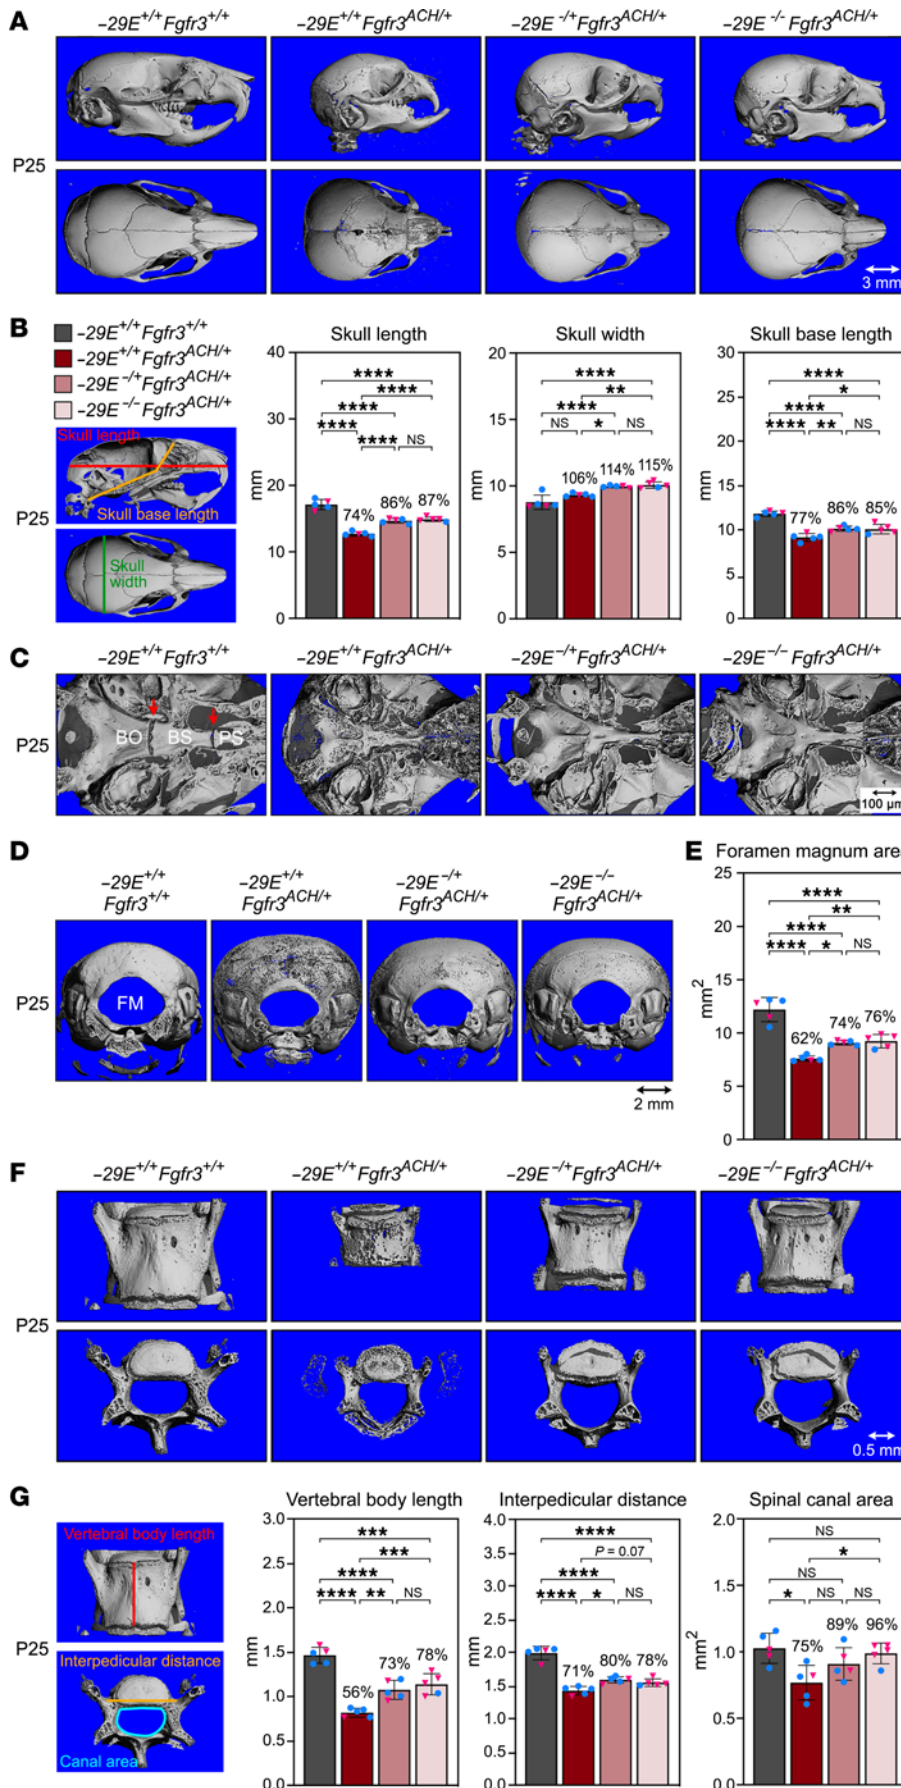 A
–29E+/+Fgfr3+/+ –29E+/+Fgfr3ACH/+ –29E-/+Fgfr3ACH/+ –29E-/-Fgfr3ACH/+
P25
3 mm
B
–29E+/+Fgfr3+/+
–29E+/+Fgfr3ACH/+
–29E-/+Fgfr3ACH/+
–29E-/-Fgfr3ACH/+
P25
Skull length
Skull base length
Skull width
Skull length
mm
40
30
20
10
0
****
****
****
**** **** NS
74% 86% 87%
Skull width
mm
20
15
10
5
0
****
**
****
NS * NS
106% 114% 115%
Skull base length
mm
30
25
20
15
10
5
0
****
*
****
**** ** NS
77% 86% 85%
C
–29E+/+Fgfr3+/+ –29E+/+Fgfr3ACH/+ –29E-/+Fgfr3ACH/+ –29E-/-Fgfr3ACH/+
P25
BO BS PS
100 µm
D
–29E+/+ –29E+/+ –29E-/+ –29E-/-
Fgfr3+/+ Fgfr3ACH/+ Fgfr3ACH/+ Fgfr3ACH/+
P25
FM
2 mm
E
Foramen magnum area
mm2
25
20
15
10
5
0
****
**
****
**** * NS
62% 74% 76%
F
–29E+/+Fgfr3+/+ –29E+/+Fgfr3ACH/+ –29E-/+Fgfr3ACH/+ –29E-/-Fgfr3ACH/+
P25
0.5 mm
G
P25
Vertebral body length
Interpedicular distance
Canal area
Vertebral body length
mm
3.0
2.5
2.0
1.5
1.0
0.5
0.0
***
***
****
**** ** NS
56% 73% 78%
Interpedicular distance
mm
4.0
3.5
3.0
2.5
2.0
1.5
1.0
0.5
0.0
****
P = 0.07
****
**** * NS
71% 80% 78%
Spinal canal area
mm2
2.0
1.5
1.0
0.5
0.0
NS
*
NS
* NS NS
75% 89% 96%